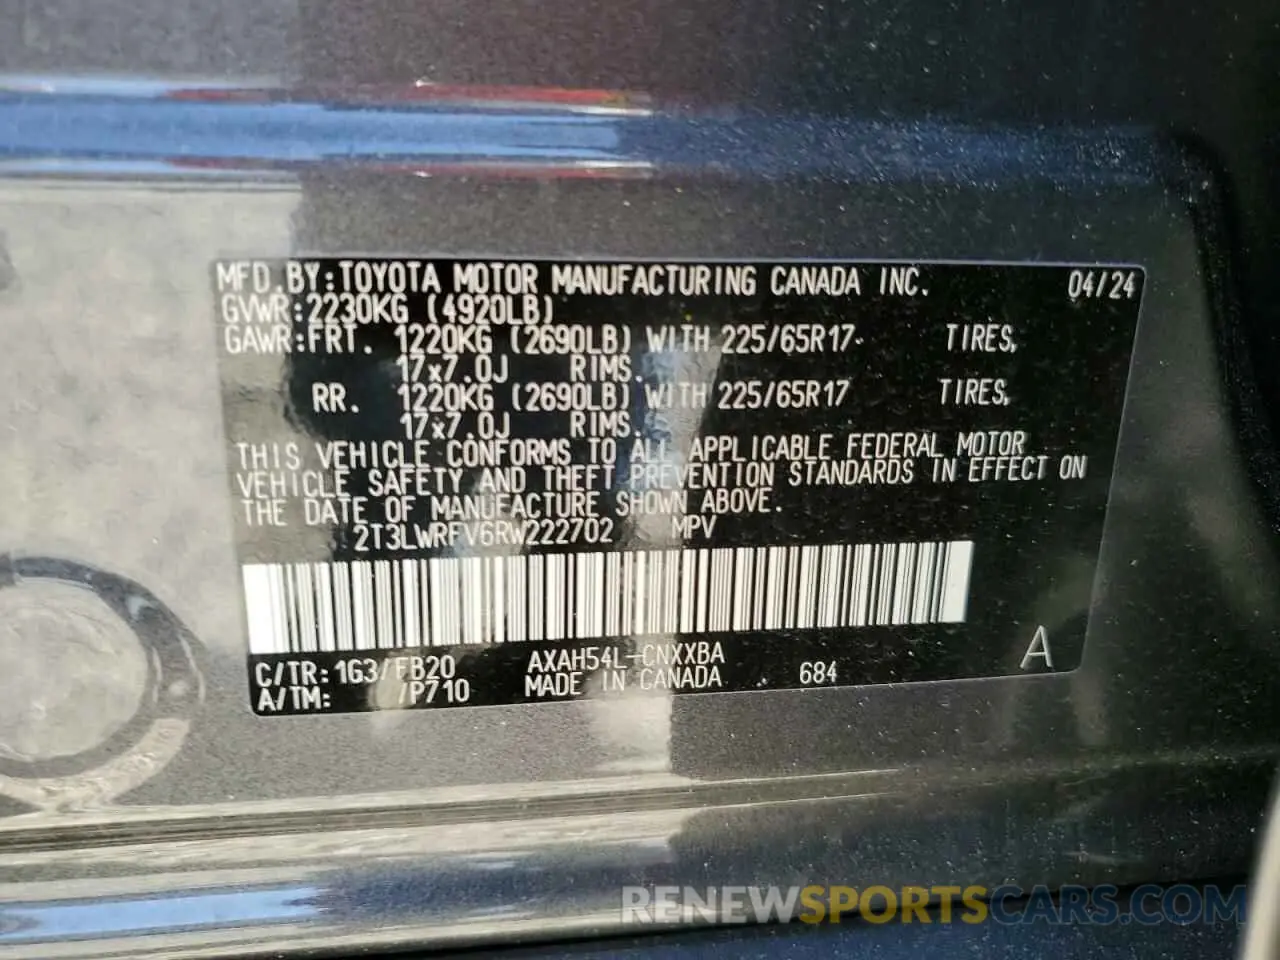 MFD.BY:TOYOTA MOTOR MANUFACTURING CANADA INC. 04/24
GVWR:2230KG (4920LB)
GAWR:FRT. 1220KG (2690LB) WITH 225/65R17 TIRES,
17x7.0J RIMS.
RR. 1220KG (2690LB) WITH 225/65R17 TIRES,
17x7.0J RIMS.
THIS VEHICLE CONFORMS TO ALL APPLICABLE FEDERAL MOTOR
VEHICLE SAFETY AND THEFT PREVENTION STANDARDS IN EFFECT ON
THE DATE OF MANUFACTURE SHOWN ABOVE.
2T3LWRFV6RW222702 MPV
C/TR:1G3/FB20 AXAH54L-CNXXBA
A/TM: /P710 MADE IN CANADA 684 A
RENEWSPORTSCARS.COM